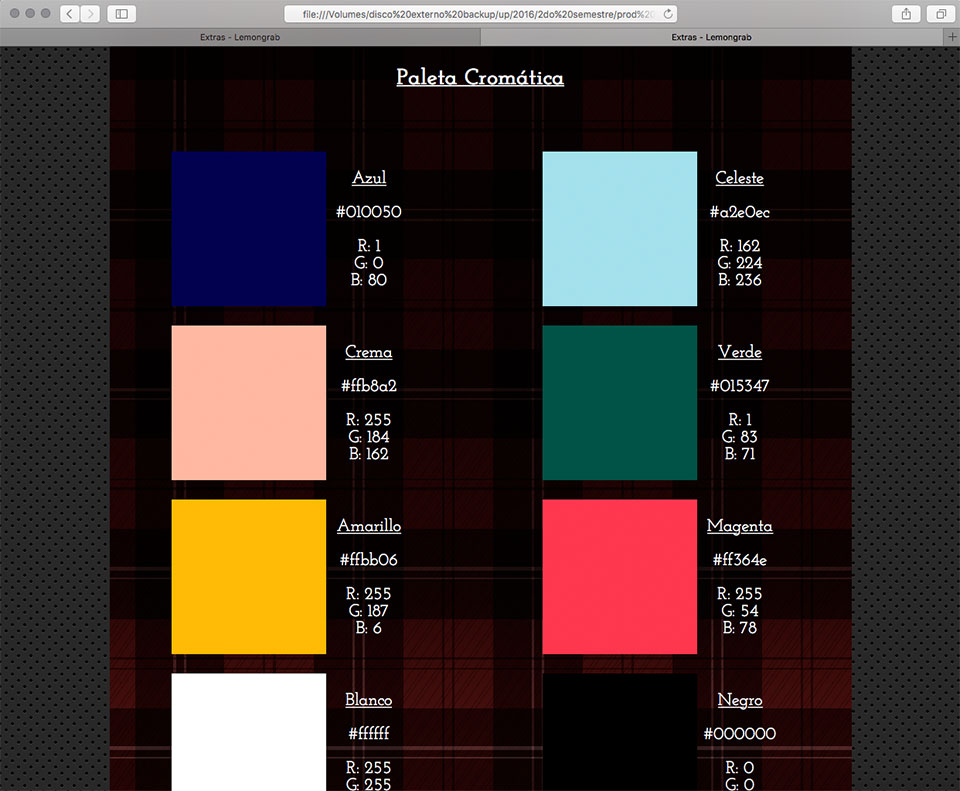 file:///Volumes/disco%20externo%20backup/up/2016/2do%20semestre/prod%20
Extras - Lemongrab
Extras - Lemongrab
Paleta Cromática
Azul
#010050
R: 1
G: 0
B: 80
Celeste
#a2e0ec
R: 162
G: 224
B: 236
Crema
#ffb8a2
R: 255
G: 184
B: 162
Verde
#015347
R: 1
G: 83
B: 71
Amarillo
#ffbb06
R: 255
G: 187
B: 6
Magenta
#ff364e
R: 255
G: 54
B: 78
Blanco
#ffffff
R: 255
G: 255
Negro
#000000
R: 0
G: 0